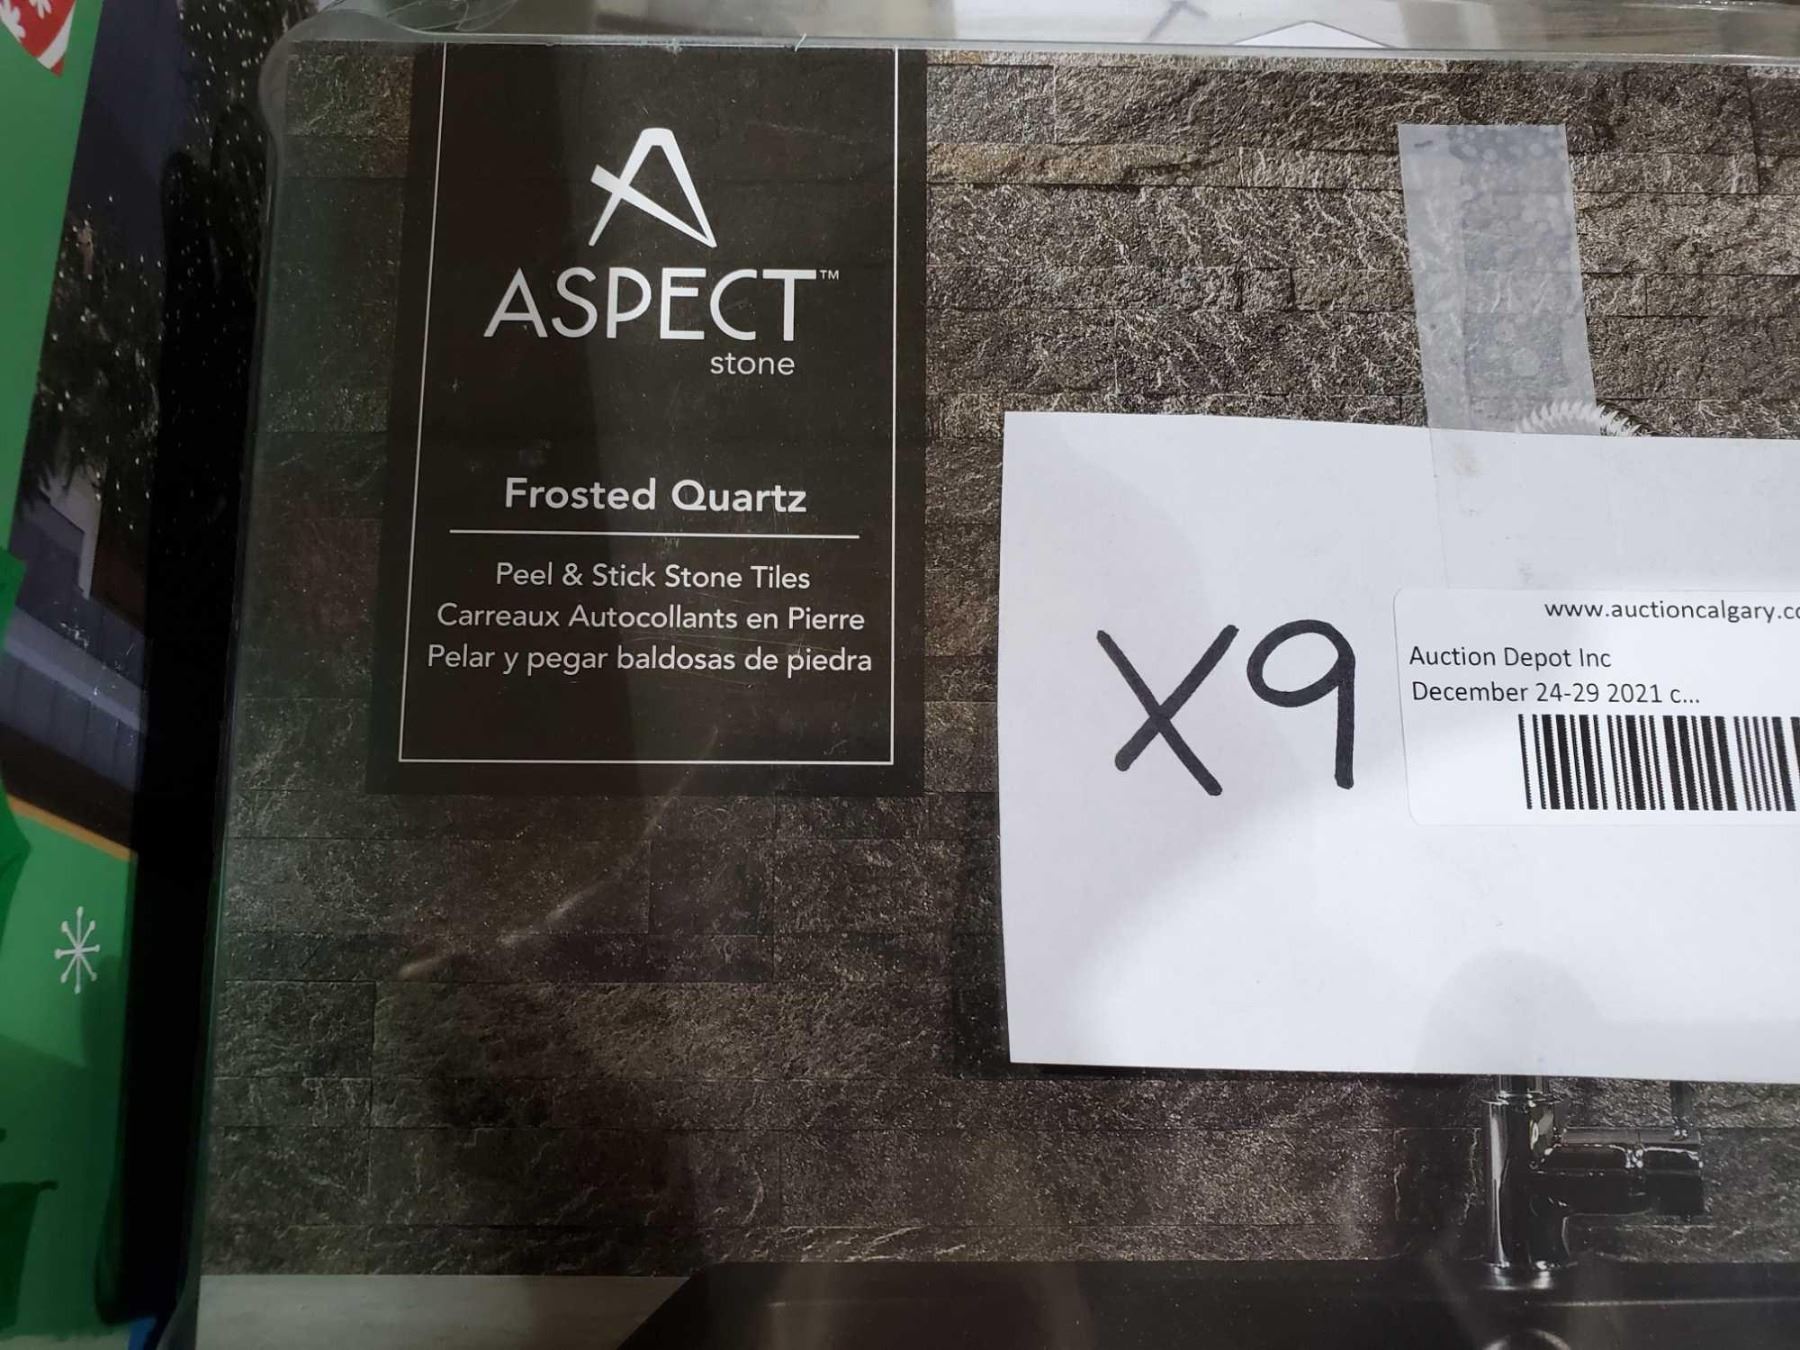 ASPECT™
stone
Frosted Quartz
Peel & Stick Stone Tiles
Carreaux Autocollants en Pierre
Pelar y pegar baldosas de piedra
X9
www.auctioncalgary.co
Auction Depot Inc
December 24-29 2021 c...